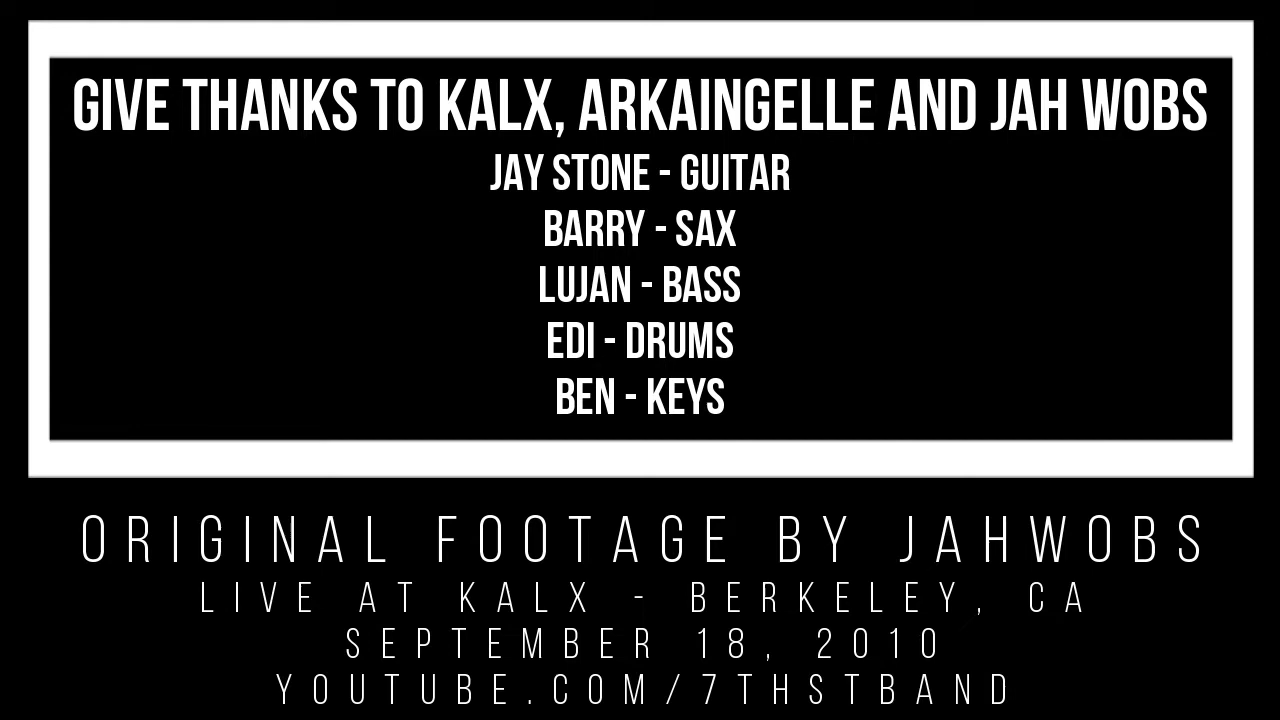 GIVE THANKS TO KALX, ARKAINGELLE AND JAH WOBS
JAY STONE - GUITAR
BARRY - SAX
LUJAN - BASS
EDI - DRUMS
BEN - KEYS
ORIGINAL FOOTAGE BY JAHWOBS
LIVE AT KALX - BERKELEY, CA
SEPTEMBER 18, 2010
YOUTUBE.COM/7THSTBAND